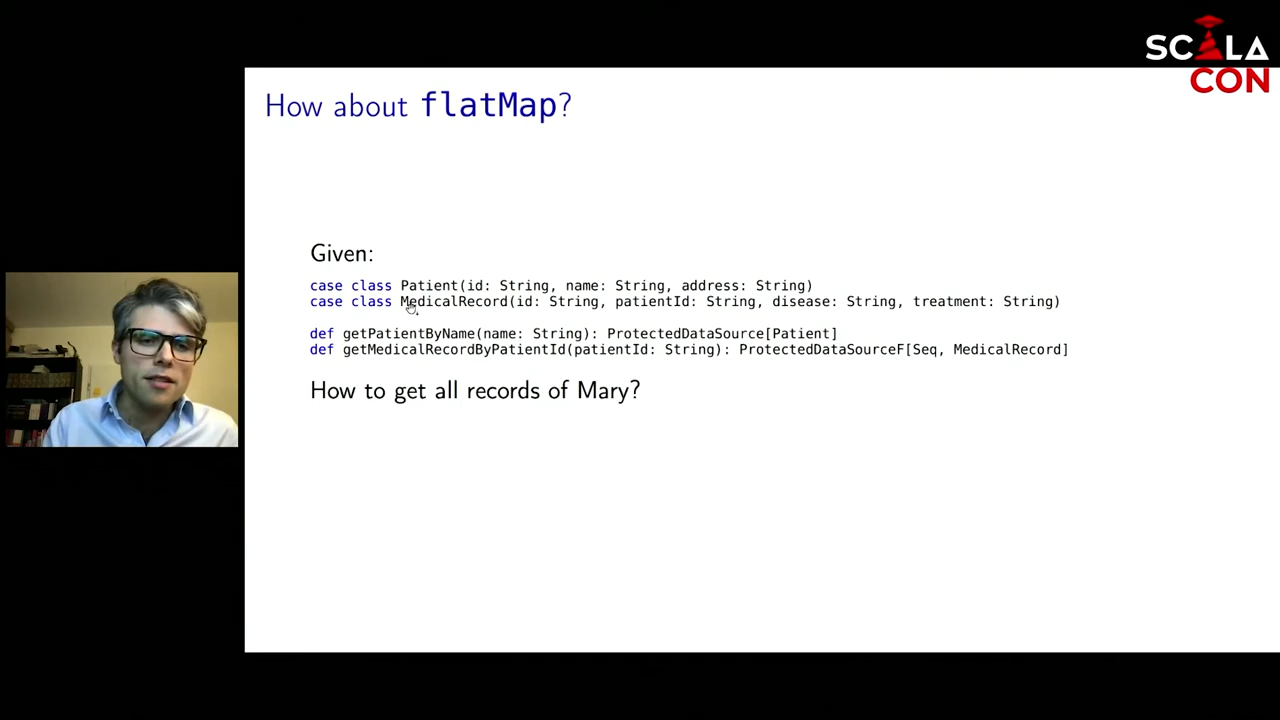 SCALA
CON
How about flatMap?
Given:
case class Patient(id: String, name: String, address: String)
case class MedicalRecord(id: String, patientId: String, disease: String, treatment: String)
def getPatientByName(name: String): ProtectedDataSource[Patient]
def getMedicalRecordByPatientId(patientId: String): ProtectedDataSourceF[Seq, MedicalRecord]
How to get all records of Mary?